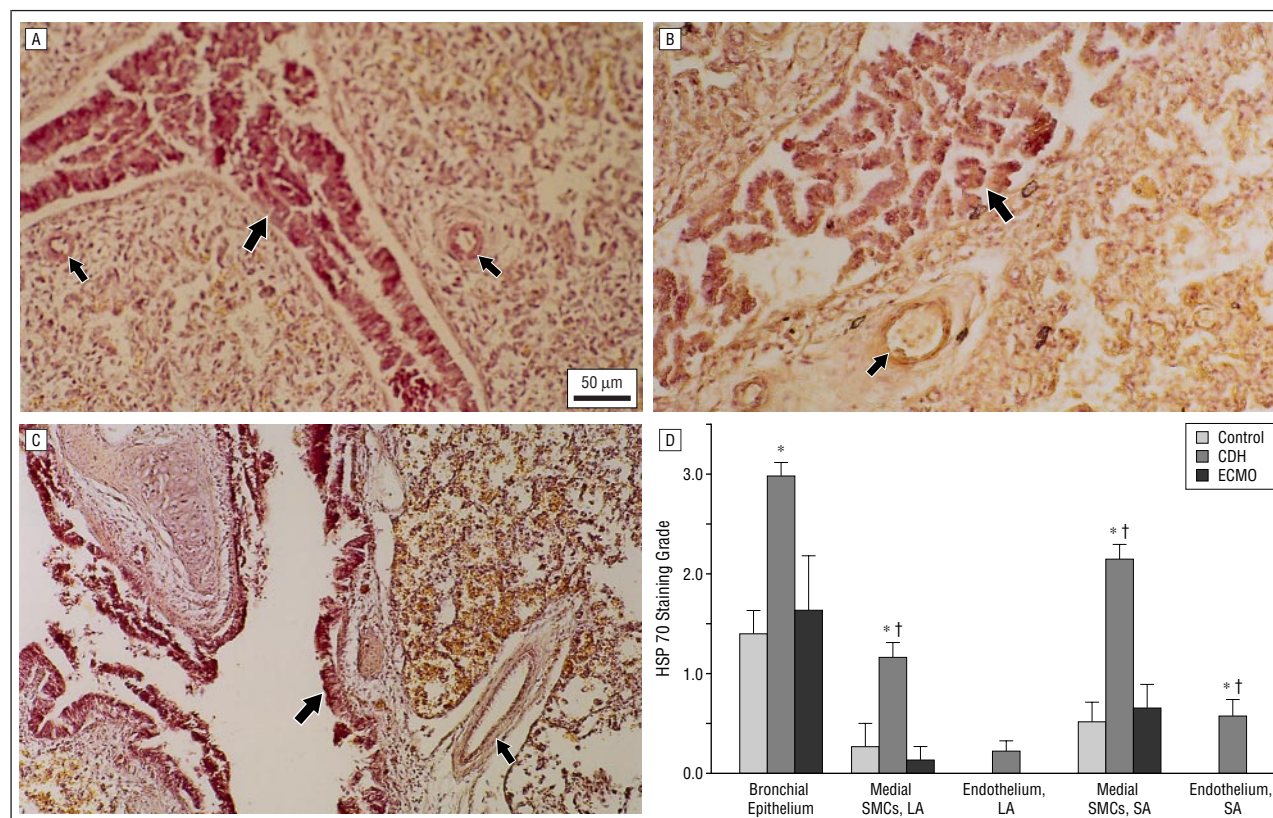 A
50 μm
B
C
D
Control
CDH
ECMO
HSP 70 Staining Grade
3.0
2.0
1.0
0.0
*
* †
* †
* †
Bronchial
Epithelium
Medial
SMCs, LA
Endothelium,
LA
Medial
SMCs, SA
Endothelium,
SA